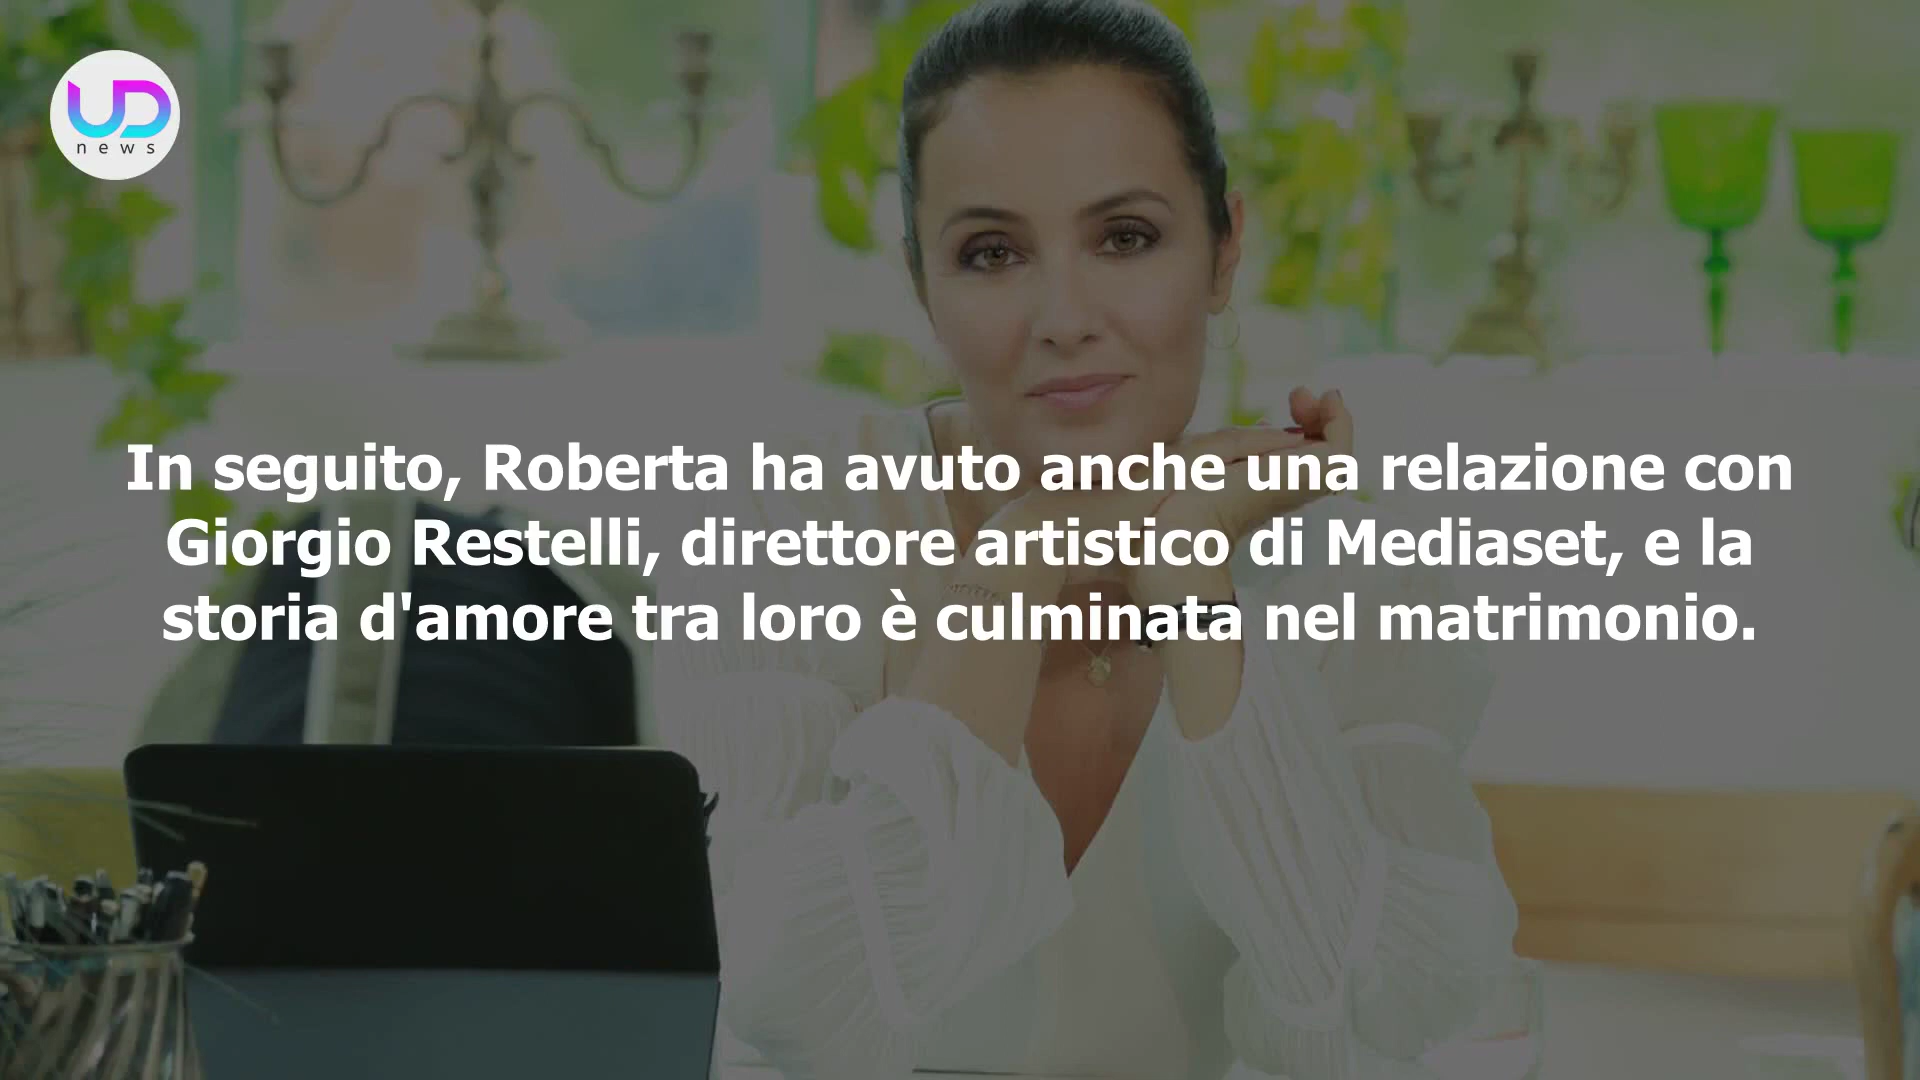 UD
news
In seguito, Roberta ha avuto anche una relazione con
Giorgio Restelli, direttore artistico di Mediaset, e la
storia d'amore tra loro è culminata nel matrimonio.